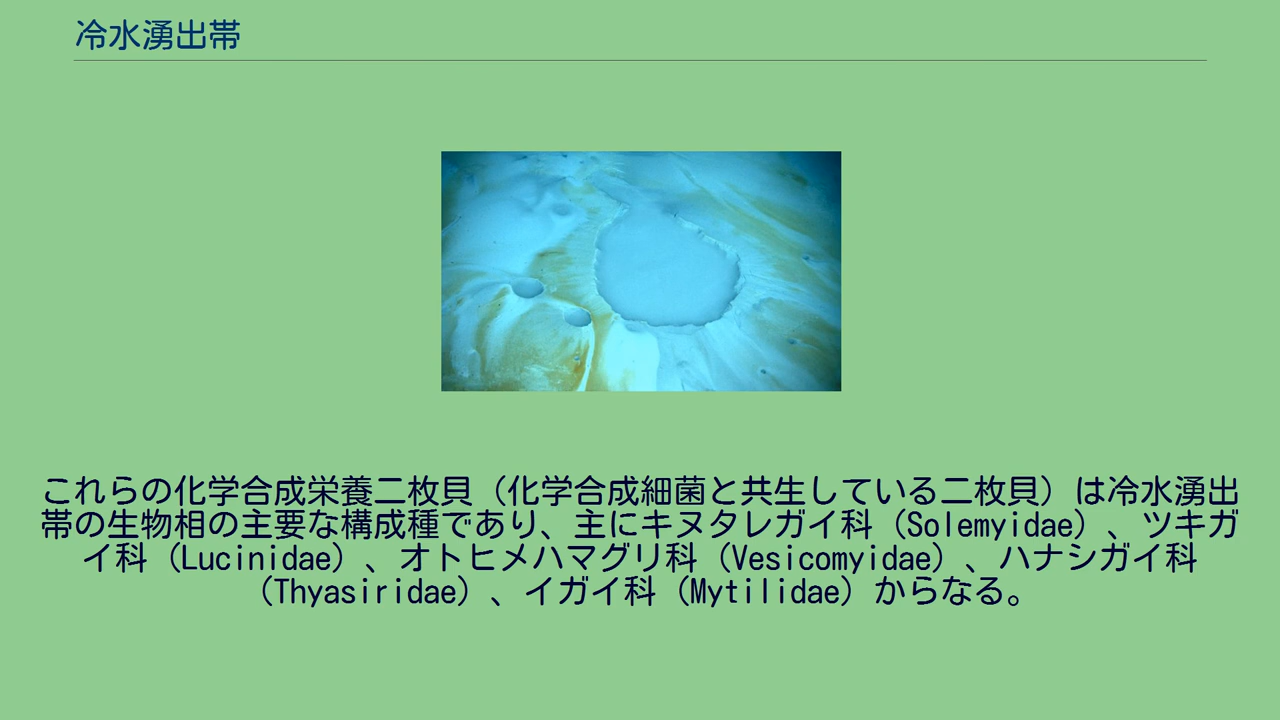 冷水湧出帯
これらの化学合成栄養二枚貝（化学合成細菌と共生している二枚貝）は冷水湧出
帯の生物相の主要な構成種であり、主にキヌタレガイ科（Solemyidae）、ツキガ
イ科（Lucinidae）、オトヒメハマグリ科（Vesicomyidae）、ハナシガイ科
（Thyasiridae）、イガイ科（Mytilidae）からなる。